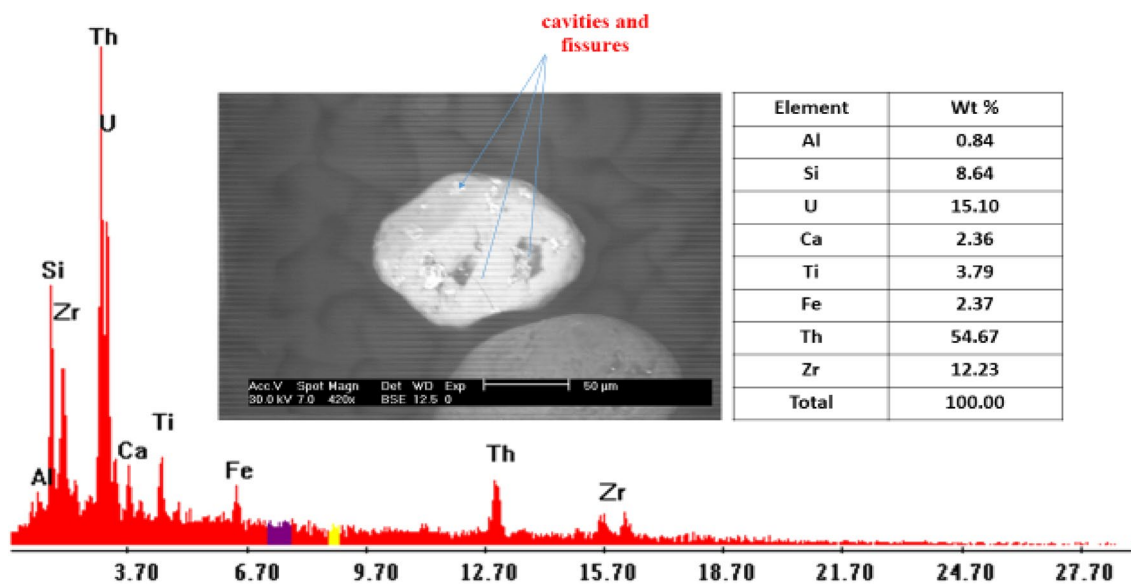 cavities and
fissures
Th
U
Si
Zr
Al
Ca
Ti
Fe
Th
Zr
Acc.V Spot Magn Det WD Exp
30.0 kV 7.0 420x BSE 12.5 0 50 µm
Element Wt %
Al 0.84
Si 8.64
U 15.10
Ca 2.36
Ti 3.79
Fe 2.37
Th 54.67
Zr 12.23
Total 100.00
3.70 6.70 9.70 12.70 15.70 18.70 21.70 24.70 27.70